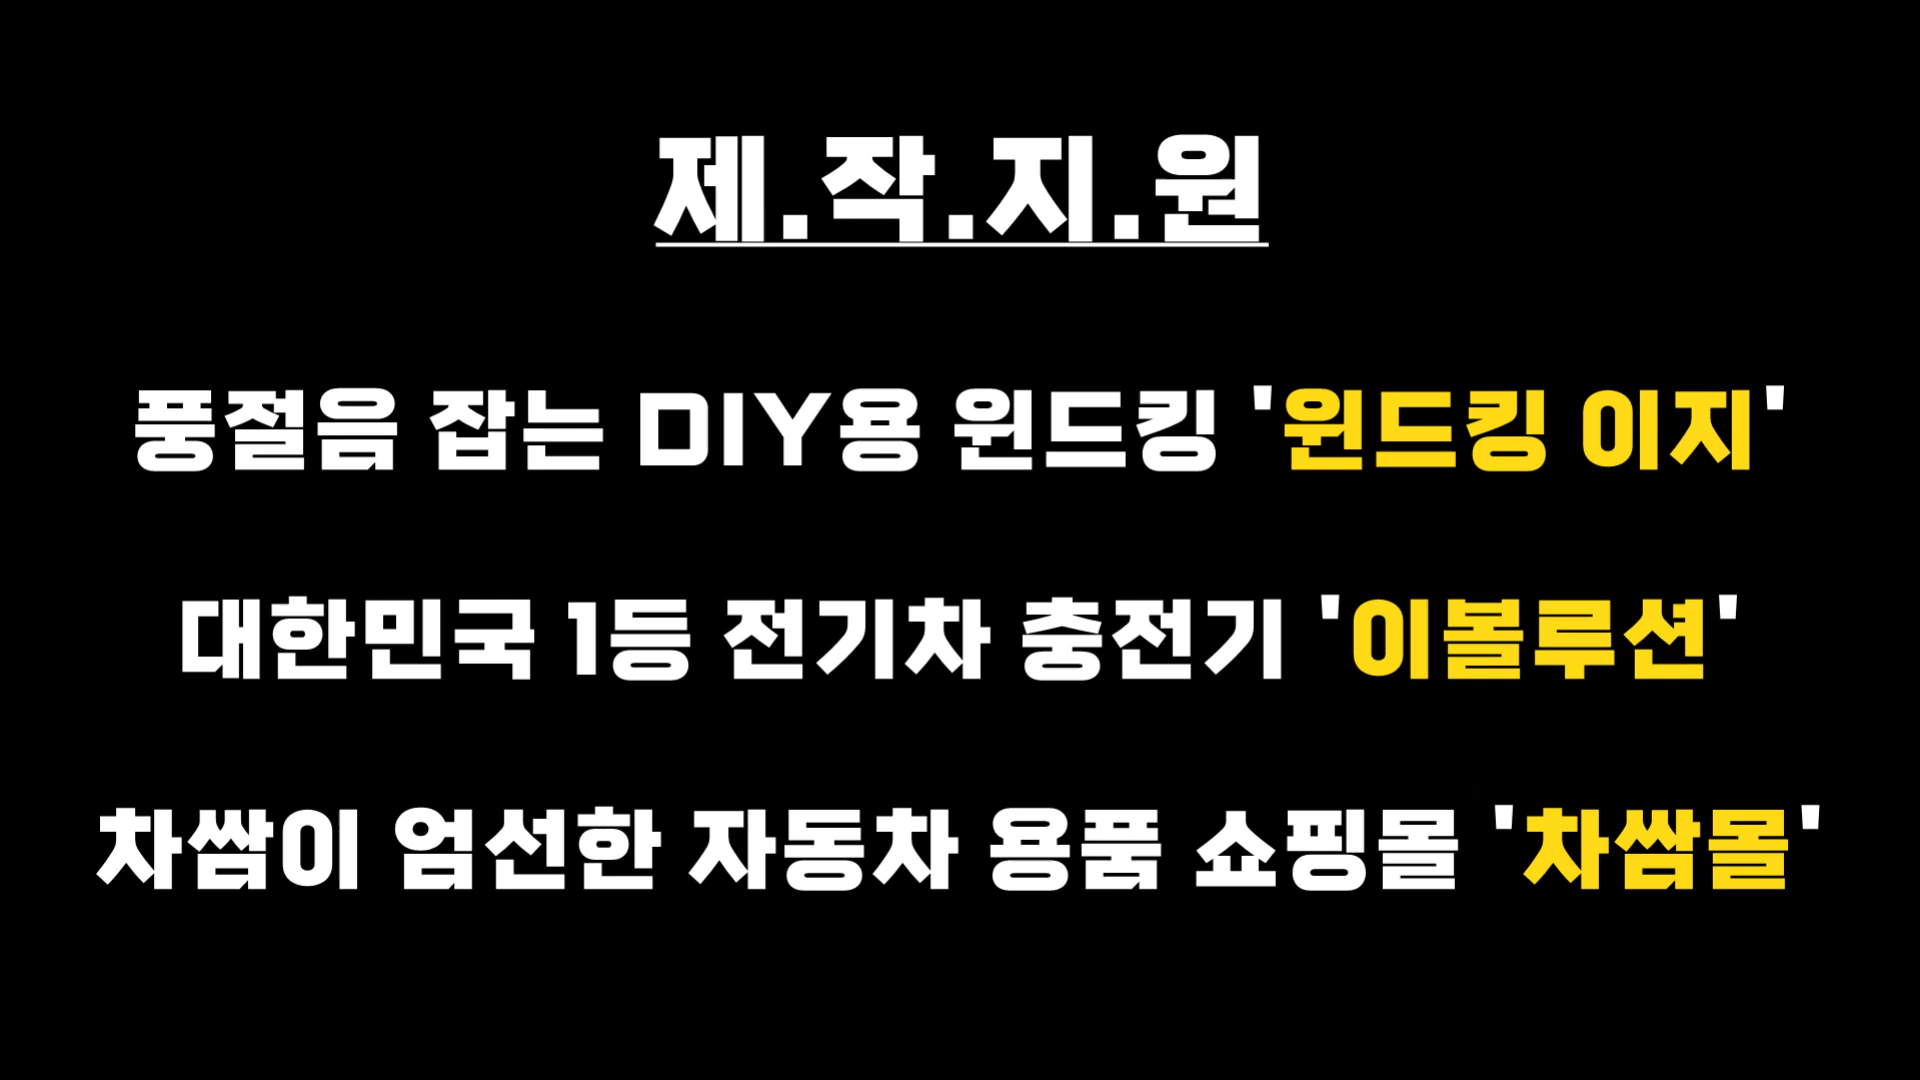 제.작.지.원
풍절음 잡는 DIY용 윈드킹 '윈드킹 이지'
대한민국 1등 전기차 충전기 '이볼루션'
차쌈이 엄선한 자동차 용품 쇼핑몰 '차쌈몰'